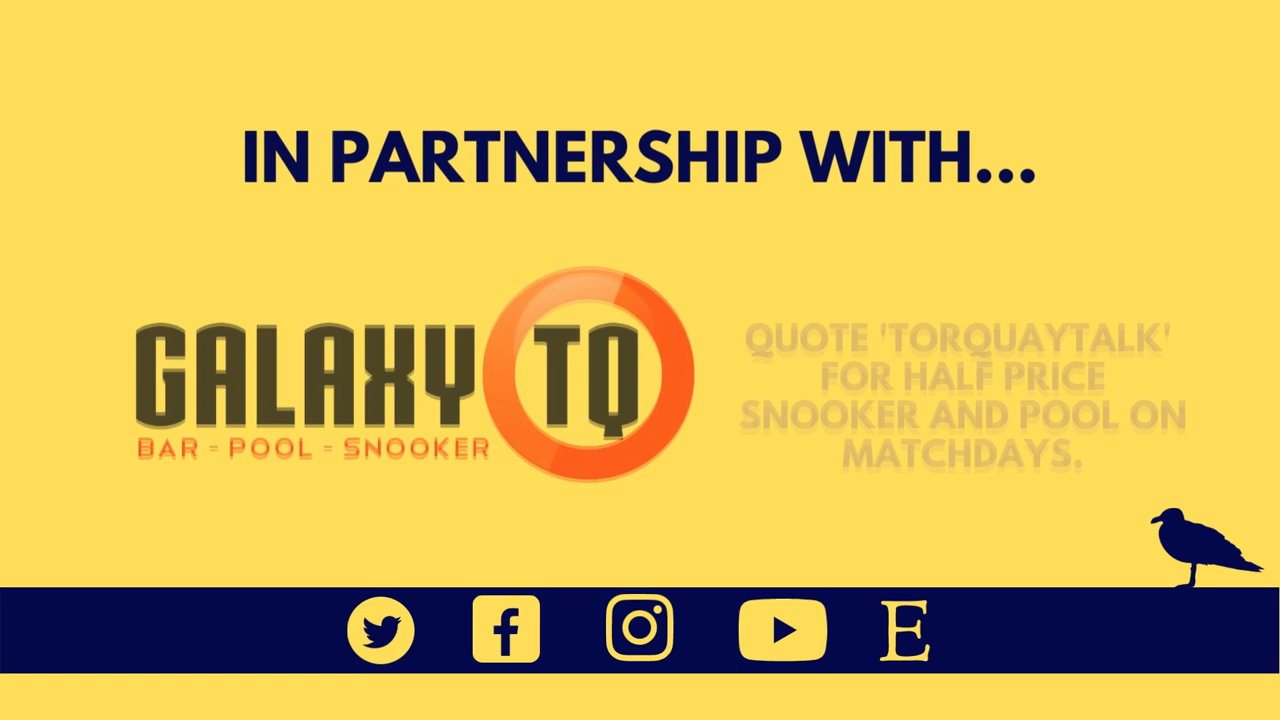 IN PARTNERSHIP WITH...
GALAXY TQ
BAR - POOL - SNOOKER
QUOTE 'TORQUAYTALK'
FOR HALF PRICE
SNOOKER AND POOL ON
MATCHDAYS.
E